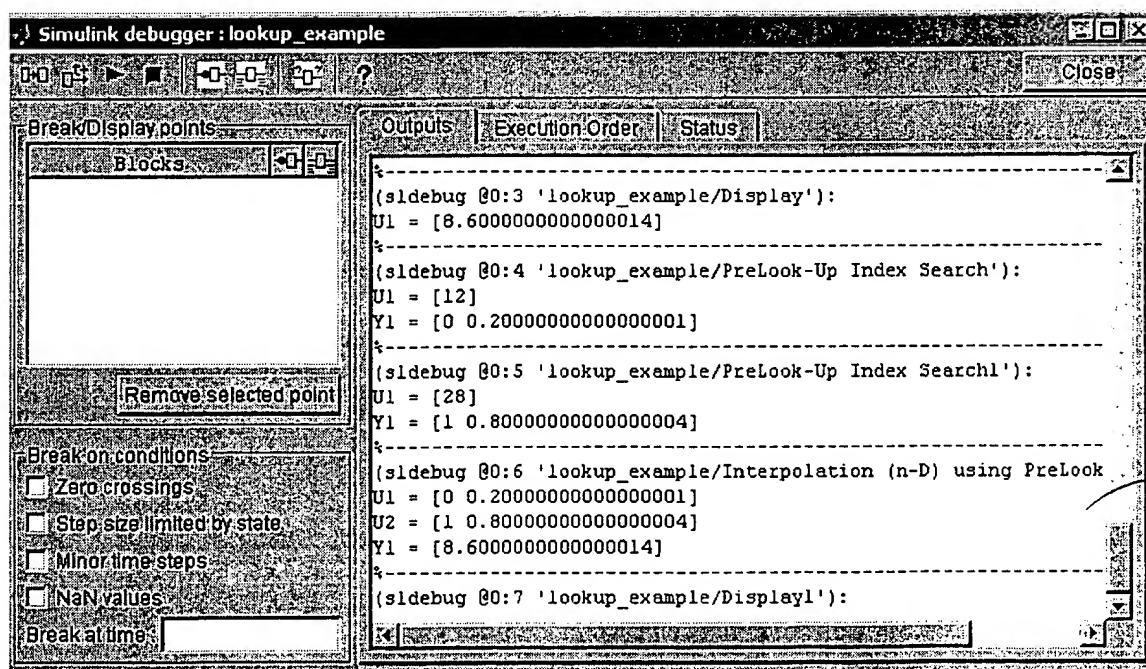 Simulink debugger : lookup_example
? Close
Break/Display points
Blocks
Remove selected point
Break on conditions
Zero crossings
Step size limited by state
Minor time steps
NaN values
Break at time:
Outputs Execution Order Status
%----------------------------------------------------------------
(sldebug @0:3 'lookup_example/Display'):
U1 = [8.6000000000000014]
%----------------------------------------------------------------
(sldebug @0:4 'lookup_example/PreLook-Up Index Search'):
U1 = [12]
Y1 = [0 0.20000000000000001]
%----------------------------------------------------------------
(sldebug @0:5 'lookup_example/PreLook-Up Index Search1'):
U1 = [28]
Y1 = [1 0.80000000000000004]
%----------------------------------------------------------------
(sldebug @0:6 'lookup_example/Interpolation (n-D) using PreLook
U1 = [0 0.20000000000000001]
U2 = [1 0.80000000000000004]
Y1 = [8.6000000000000014]
%----------------------------------------------------------------
(sldebug @0:7 'lookup_example/Display1'):